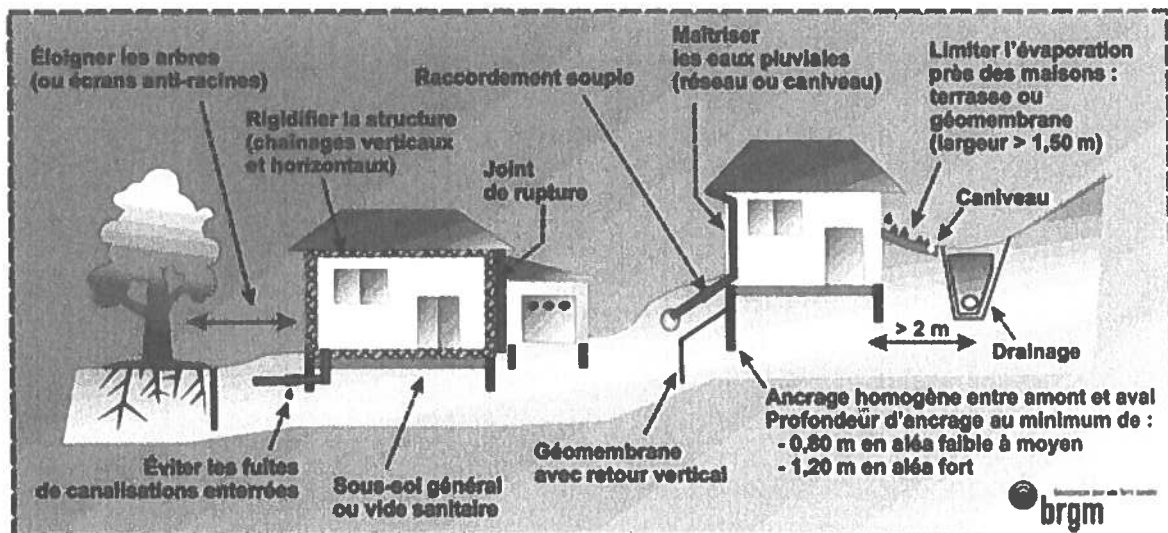 Éloigner les arbres
(ou écrans anti-racines)
Rigidifier la structure
(chaînages verticaux
et horizontaux)
Raccordement souple
Joint
de rupture
Maîtriser
les eaux pluviales
(réseau ou caniveau)
Limiter l'évaporation
près des maisons :
terrasse ou
géomembrane
(largeur > 1,50 m)
Caniveau
> 2 m
Drainage
Éviter les fuites
de canalisations enterrées
Sous-sol général
ou vide sanitaire
Géomembrane
avec retour vertical
Ancrage homogène entre amont et aval
Profondeur d'ancrage au minimum de :
- 0,80 m en aléa faible à moyen
- 1,20 m en aléa fort
brgm